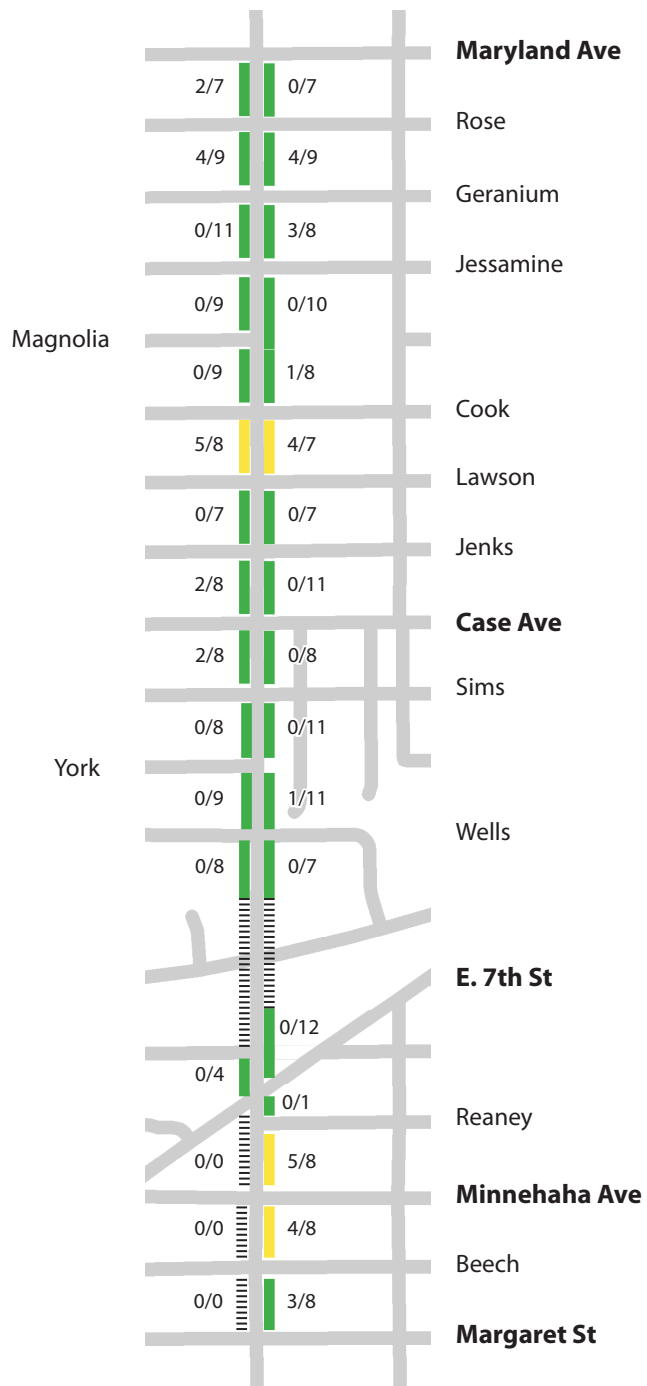 Maryland Ave
2/7 0/7
Rose
4/9 4/9
Geranium
0/11 3/8
Jessamine
0/9 0/10
Magnolia
0/9 1/8
Cook
5/8 4/7
Lawson
0/7 0/7
Jenks
2/8 0/11
Case Ave
2/8 0/8
Sims
0/8 0/11
York
0/9 1/11
Wells
0/8 0/7
E. 7th St
0/12
0/4
0/1
Reaney
0/0 5/8
Minnehaha Ave
0/0 4/8
Beech
0/0 3/8
Margaret St